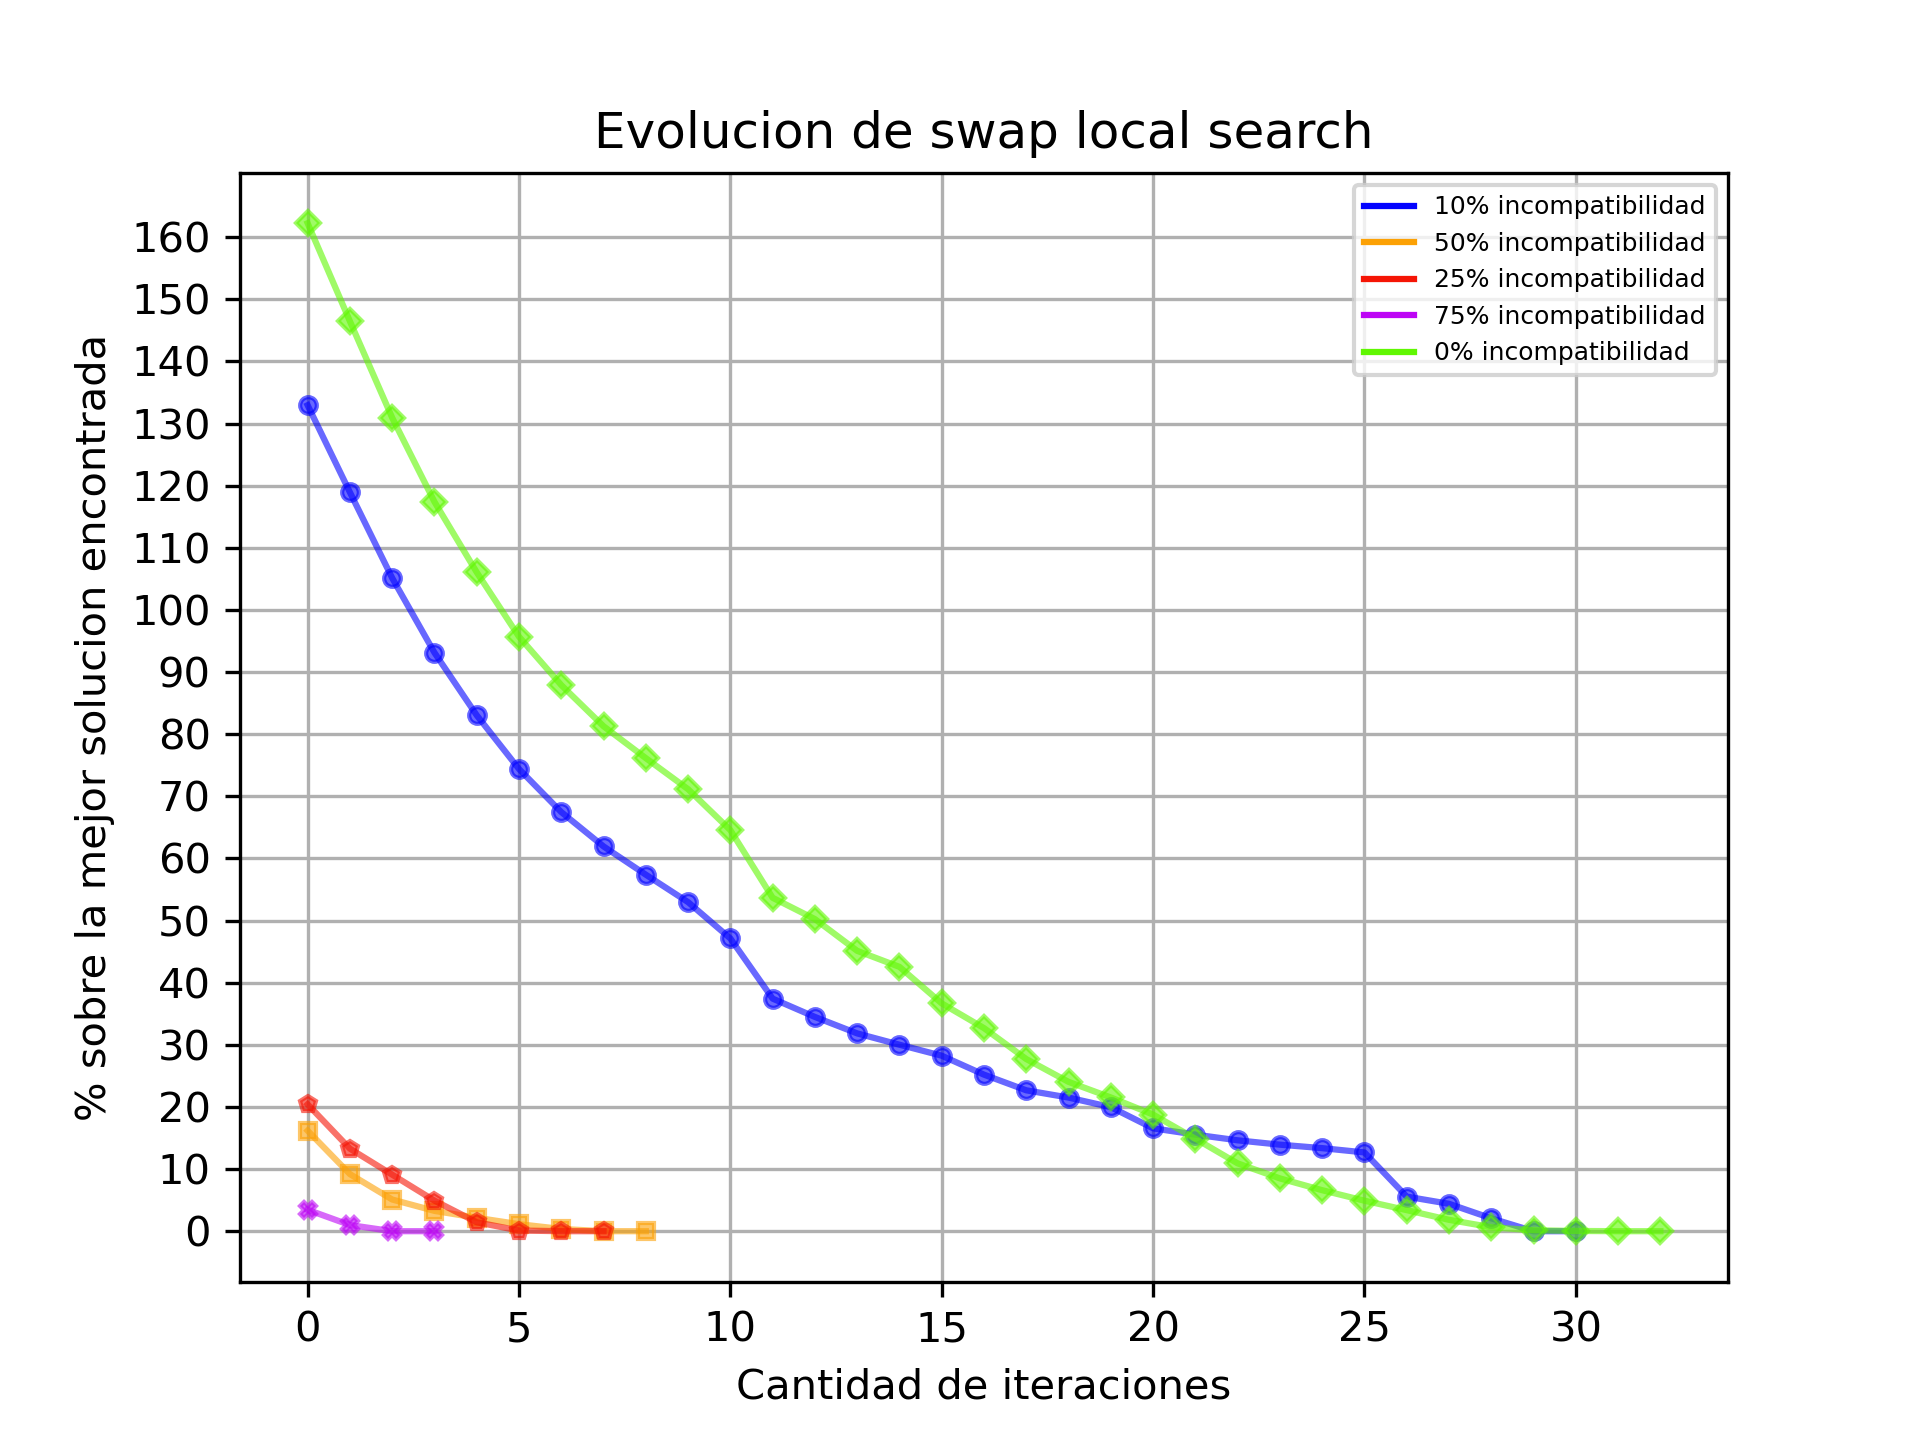 Evolucion de swap local search
10% incompatibilidad
50% incompatibilidad
25% incompatibilidad
75% incompatibilidad
0% incompatibilidad
% sobre la mejor solucion encontrada
160
150
140
130
120
110
100
90
80
70
60
50
40
30
20
10
0
0 5 10 15 20 25 30
Cantidad de iteraciones